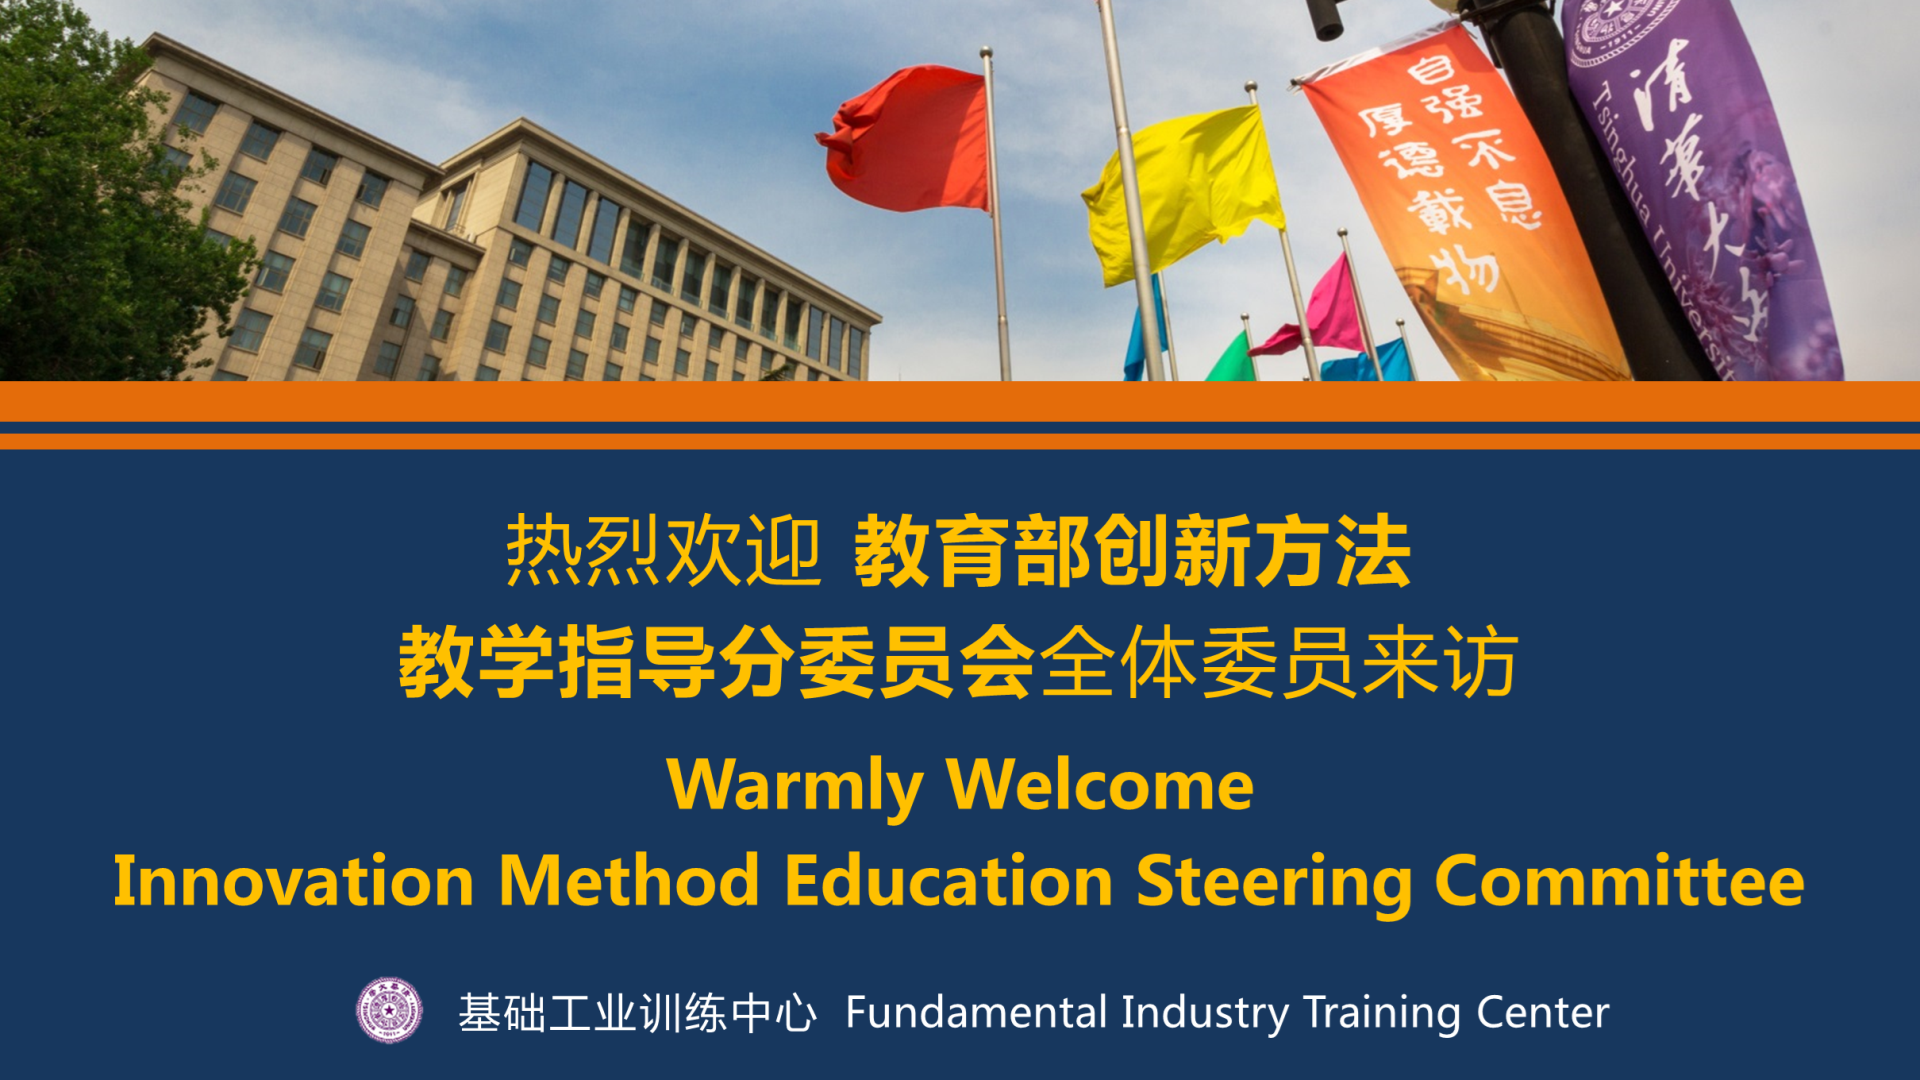 自强不息
厚德载物
清华大学
Tsinghua Universit
1911
热烈欢迎 教育部创新方法
教学指导分委员会全体委员来访
Warmly Welcome
Innovation Method Education Steering Committee
基础工业训练中心 Fundamental Industry Training Center